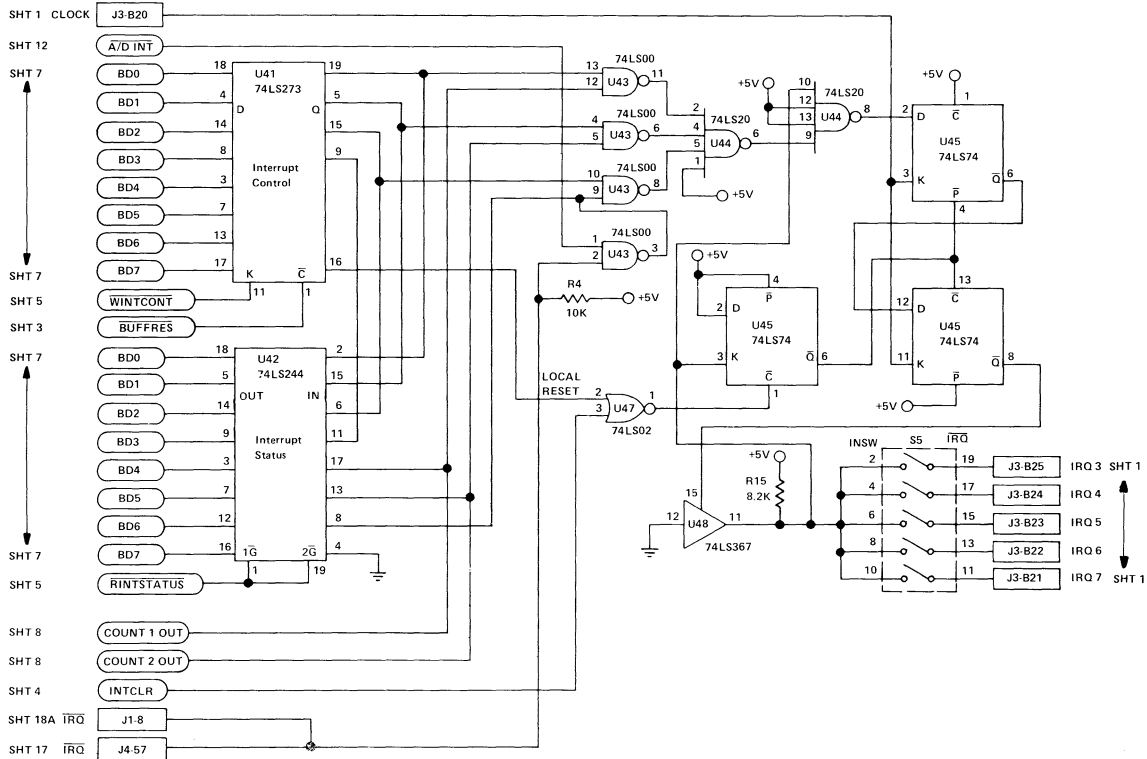 SHT 1 CLOCK J3-B20
SHT 12 A/D INT
SHT 7 BD0 18 U41 19
74LS273
BD1 4 D Q 5
BD2 14 15
BD3 8 Interrupt 9
BD4 3 Control
BD5 7
BD6 13
SHT 7 BD7 17 K C 16
SHT 5 WINTCONT 11 1
SHT 3 BUFFRES
SHT 7 BD0 18 U42 2
74LS244
BD1 5 OUT IN 15
BD2 14 6
BD3 9 Interrupt 11
BD4 3 Status 17
BD5 7 13
BD6 12 8
SHT 7 BD7 16 1G 2G 4
SHT 5 RINTSTATUS 1 19
SHT 8 COUNT 1 OUT
SHT 8 COUNT 2 OUT
SHT 4 INTCLR
SHT 18A IRQ J1-8
SHT 17 IRQ J4-57
74LS00
13 12 U43 11
74LS00
4 5 U43 6
74LS00
10 9 U43 8
74LS00
1 2 U43 3
R4
10K +5V
74LS20
2 4 5 1 U44 6
+5V
74LS20
+5V 10 12 13 9 U44 8
+5V
1
2 D C
U45
74LS74
3 K Q 6
P
4
+5V
4
2 D P
U45
74LS74
3 K Q 6
C
1
13
12 D C
U45
74LS74
11 K Q 8
P
+5V
LOCAL
RESET
2 3 U47 1
74LS02
+5V
R15
8.2K
15
12 U48 11
74LS367
INSW S5 IRQ
2 19 J3-B25 IRQ 3 SHT 1
4 17 J3-B24 IRQ 4
6 15 J3-B23 IRQ 5
8 13 J3-B22 IRQ 6
10 11 J3-B21 IRQ 7 SHT 1